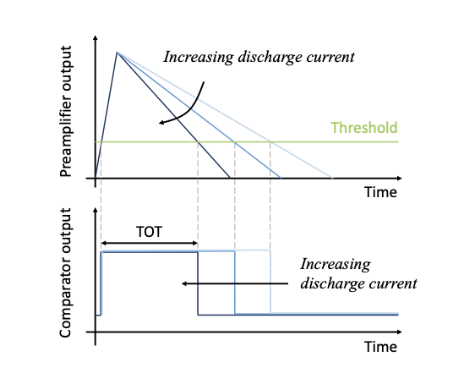 Preamplifier output
Increasing discharge current
Threshold
Time
Comparator output
TOT
Increasing
discharge current
Time